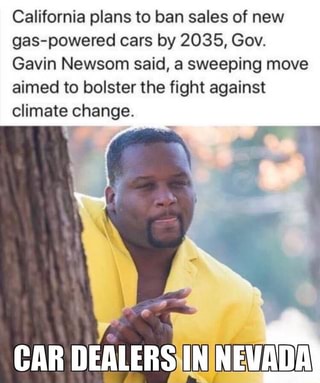 California plans to ban sales of new
gas-powered cars by 2035, Gov.
Gavin Newsom said, a sweeping move
aimed to bolster the fight against
climate change.
CAR DEALERS IN NEVADA